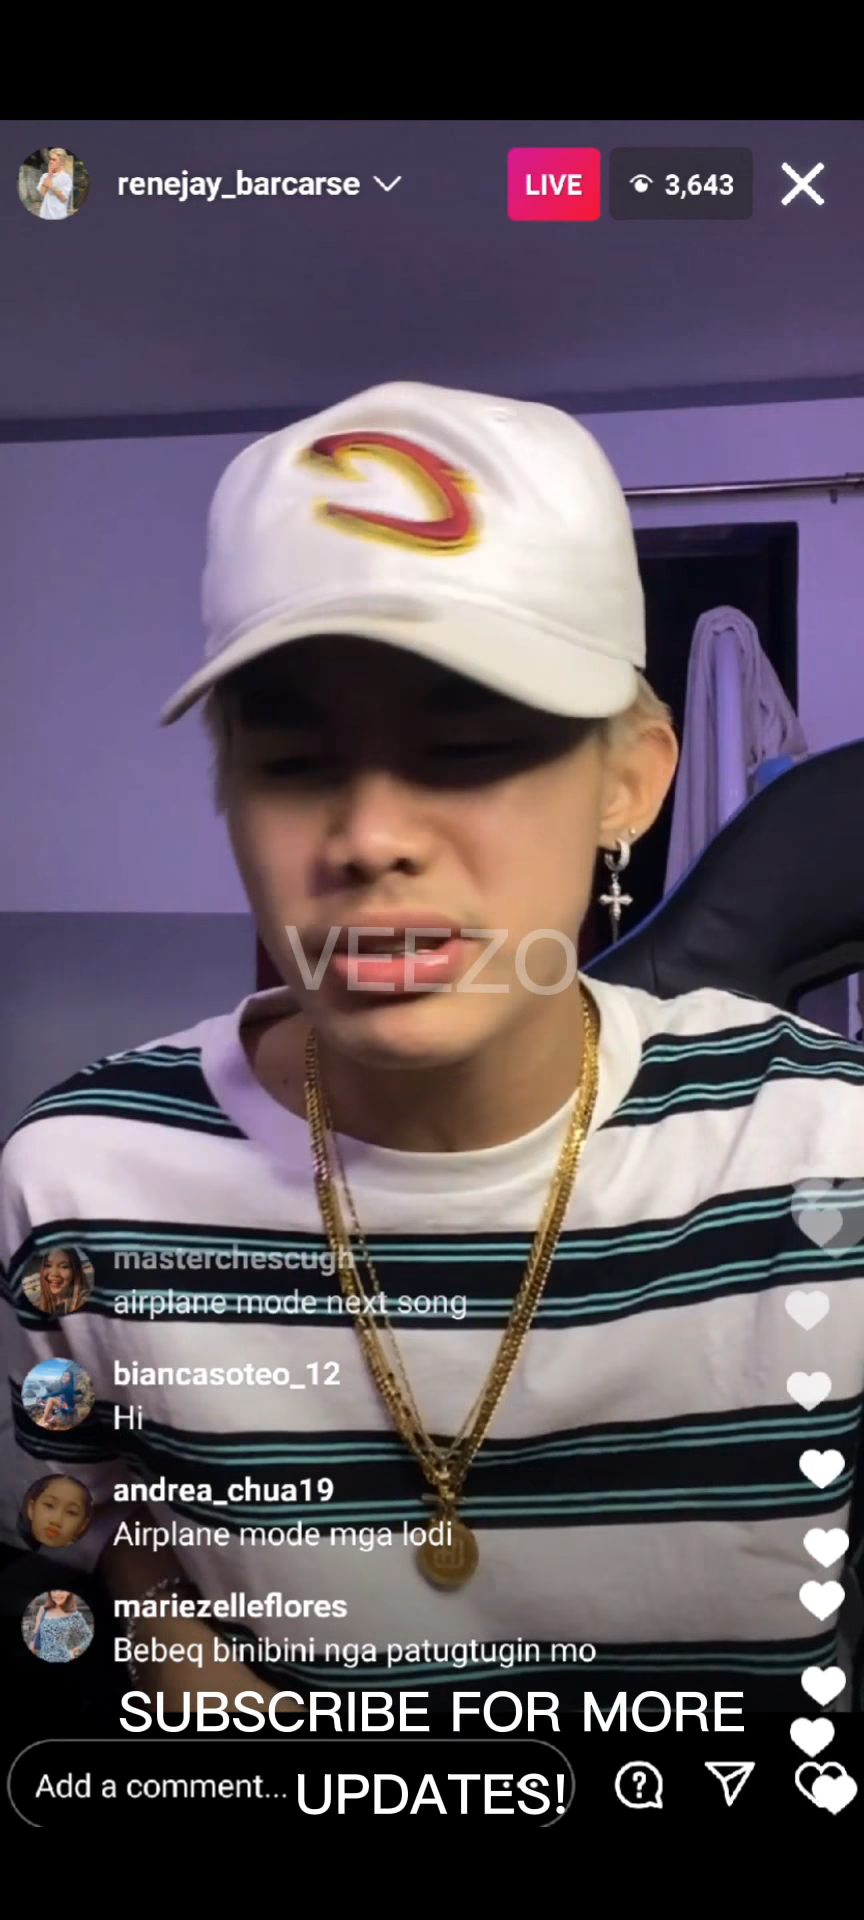 renejay_barcarse
LIVE
3,643
VEEZO
masterchescugh
airplane mode next song
biancasoteo_12
Hi
andrea_chua19
Airplane mode mga lodi
mariezelleflores
Bebeq binibini nga patugtugin mo
SUBSCRIBE FOR MORE
UPDATES!
Add a comment...